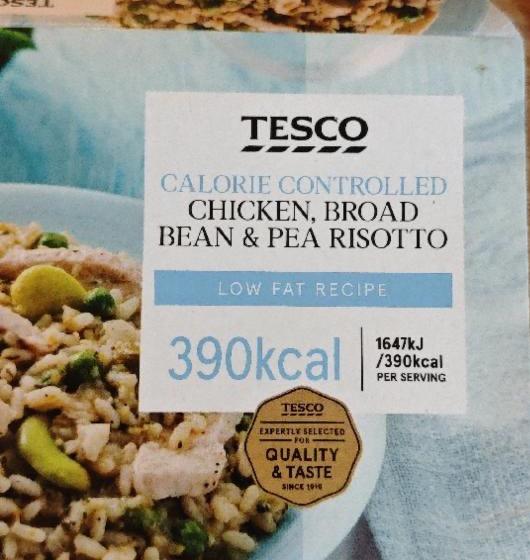 TESCO
TESCO
CALORIE CONTROLLED
CHICKEN, BROAD
BEAN & PEA RISOTTO
LOW FAT RECIPE
390kcal
1647kJ
/390kcal
PER SERVING
TESCO
EXPERTLY SELECTED
FOR
QUALITY
& TASTE
SINCE 1919